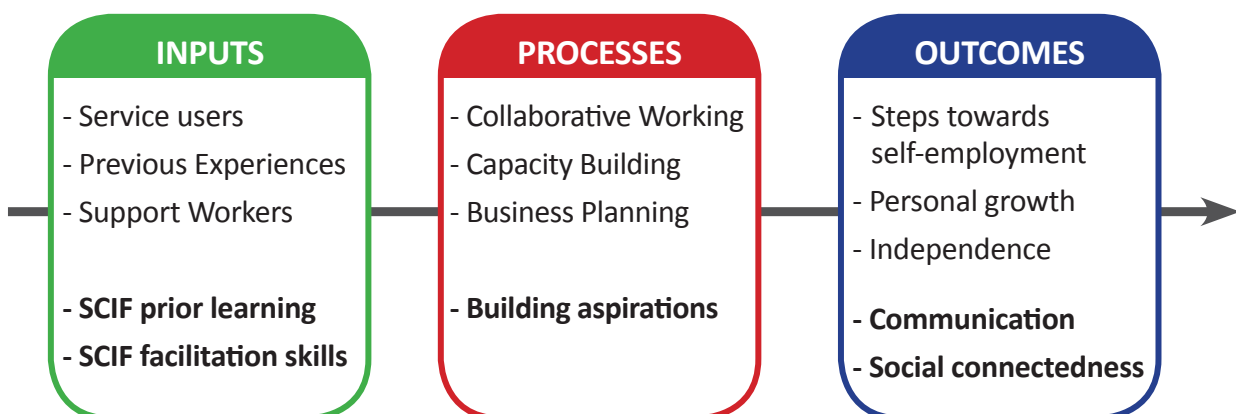 INPUTS
- Service users
- Previous Experiences
- Support Workers
- SCIF prior learning
- SCIF facilitation skills
PROCESSES
- Collaborative Working
- Capacity Building
- Business Planning
- Building aspirations
OUTCOMES
- Steps towards
self-employment
- Personal growth
- Independence
- Communication
- Social connectedness